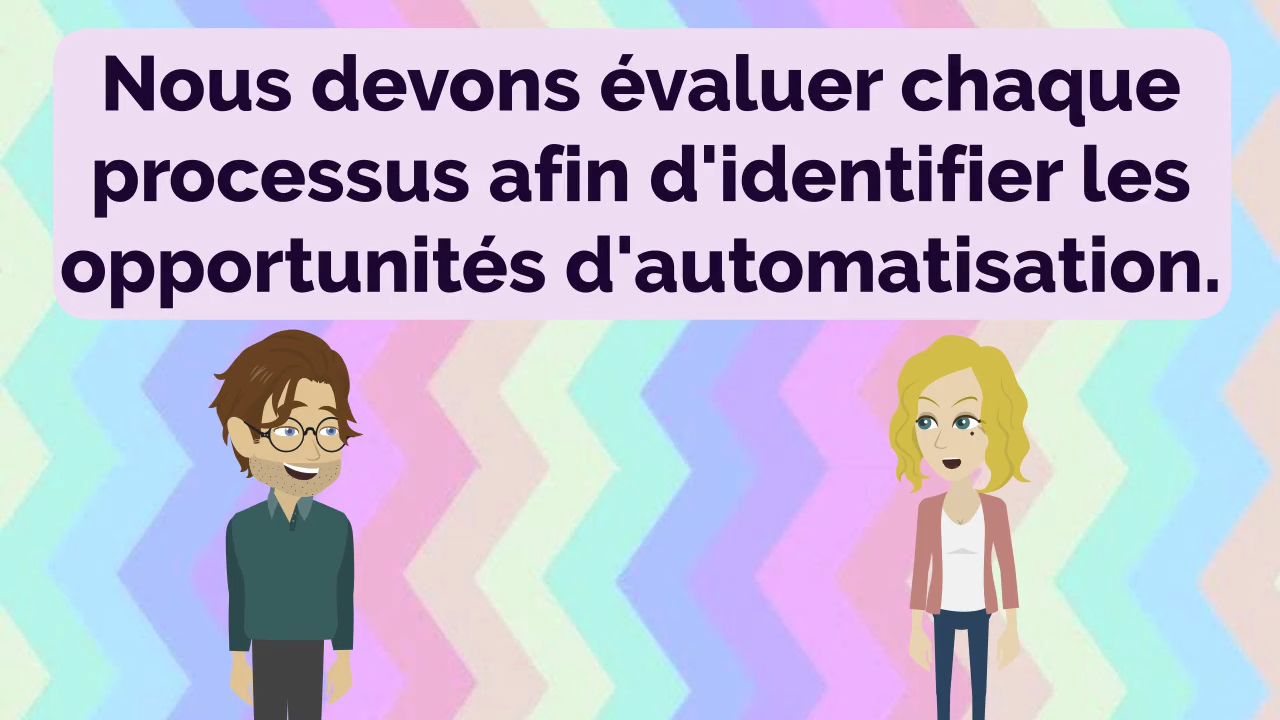 Nous devons évaluer chaque
processus afin d'identifier les
opportunités d'automatisation.